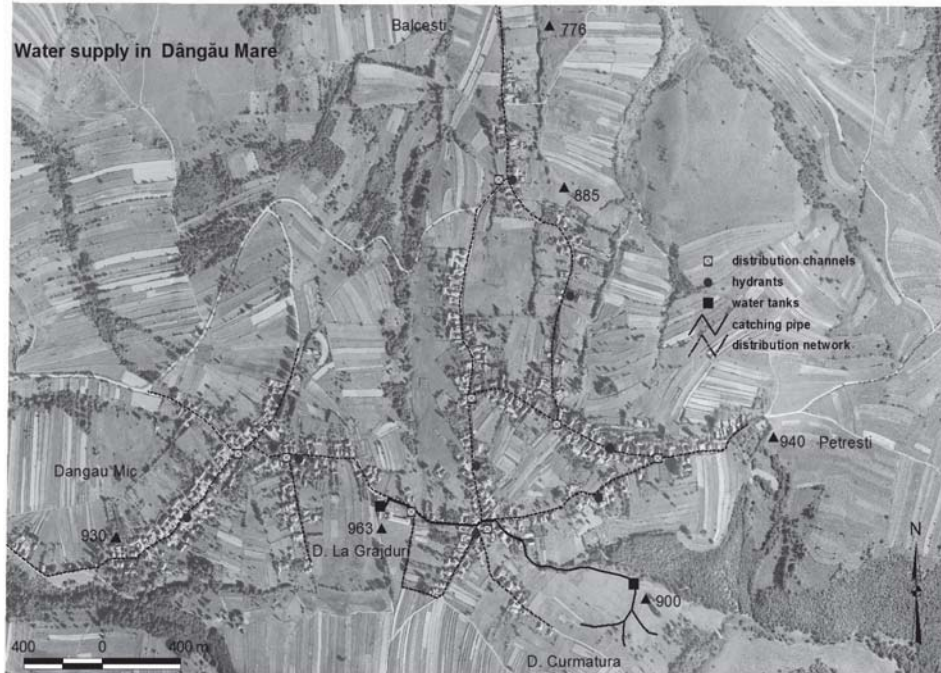 Balcesti
776
Water supply in Dângău Mare
885
distribution channels
hydrants
water tanks
catching pipe
distribution network
940 Petresti
Dangau Mic
930
963
D. La Grajduri
N
900
400 0 400 m
D. Curmatura